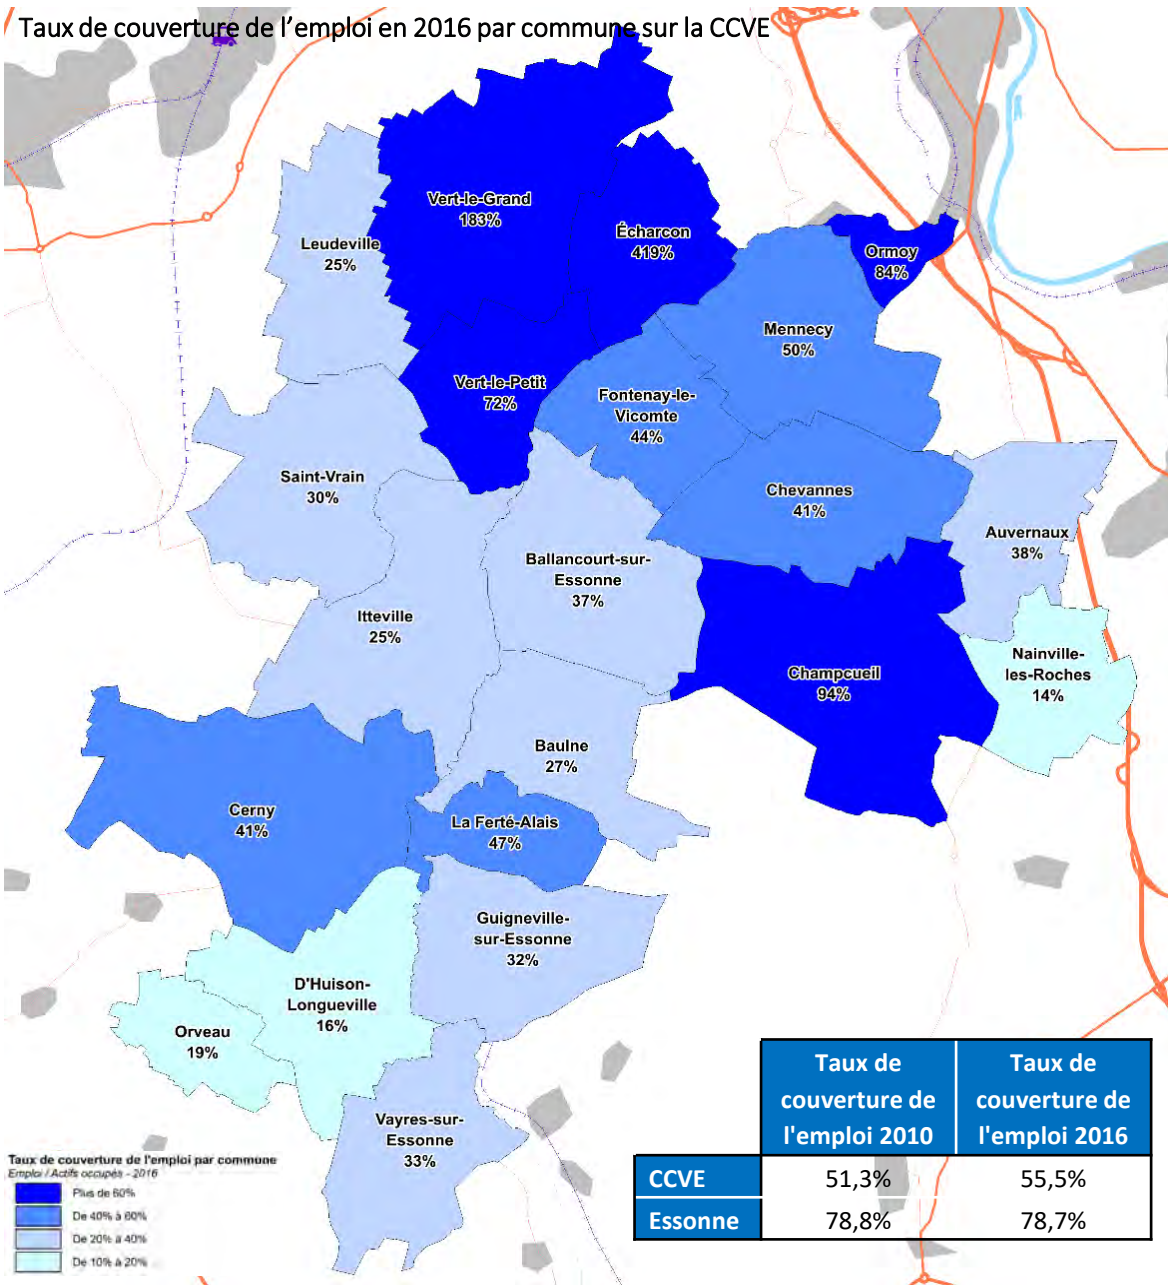 Taux de couverture de l'emploi en 2016 par commune sur la CCVE
Vert-le-Grand
183%
Écharcon
419%
Leudeville
25%
Ormoy
84%
Mennecy
50%
Vert-le-Petit
72%
Fontenay-le-
Vicomte
44%
Saint-Vrain
30%
Chevannes
41%
Auvernaux
38%
Ballancourt-sur-
Essonne
37%
Itteville
25%
Nainville-
les-Roches
14%
Champcueil
94%
Baulne
27%
Cerny
41%
La Ferté-Alais
47%
Guigneville-
sur-Essonne
32%
D'Huison-
Longueville
16%
Orveau
19%
Vayres-sur-
Essonne
33%
Taux de couverture de l'emploi par commune
Emploi / Actifs occupés - 2016
Plus de 60%
De 40% à 60%
De 20% à 40%
De 10% à 20%
Taux de couverture de l'emploi 2010
Taux de couverture de l'emploi 2016
CCVE 51,3% 55,5%
Essonne 78,8% 78,7%